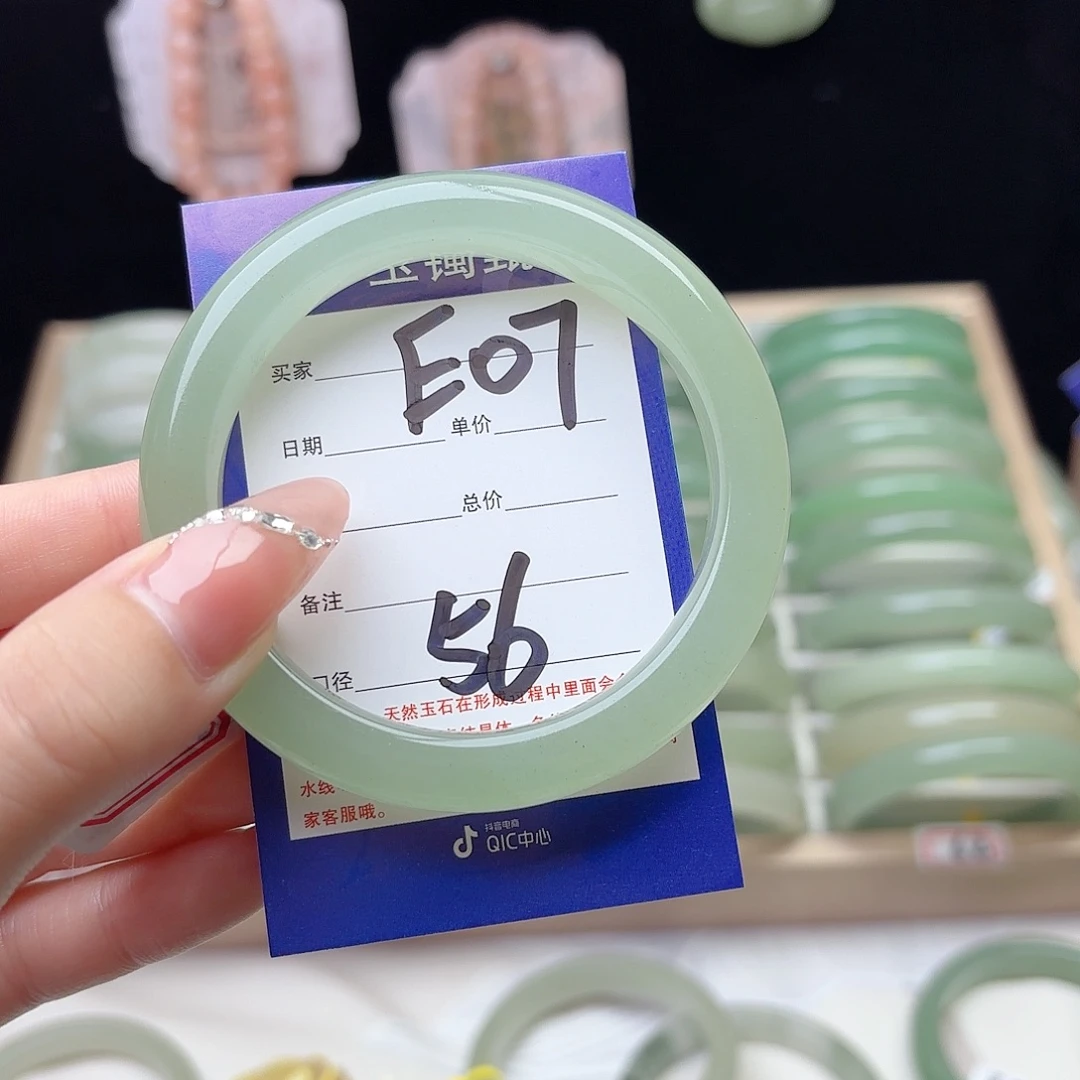 玉镯
E07
买家
单价
日期
总价
备注
56
口径
天然玉石在形成过程中里面会
水线
家客服哦。
抖音电商
QIC中心